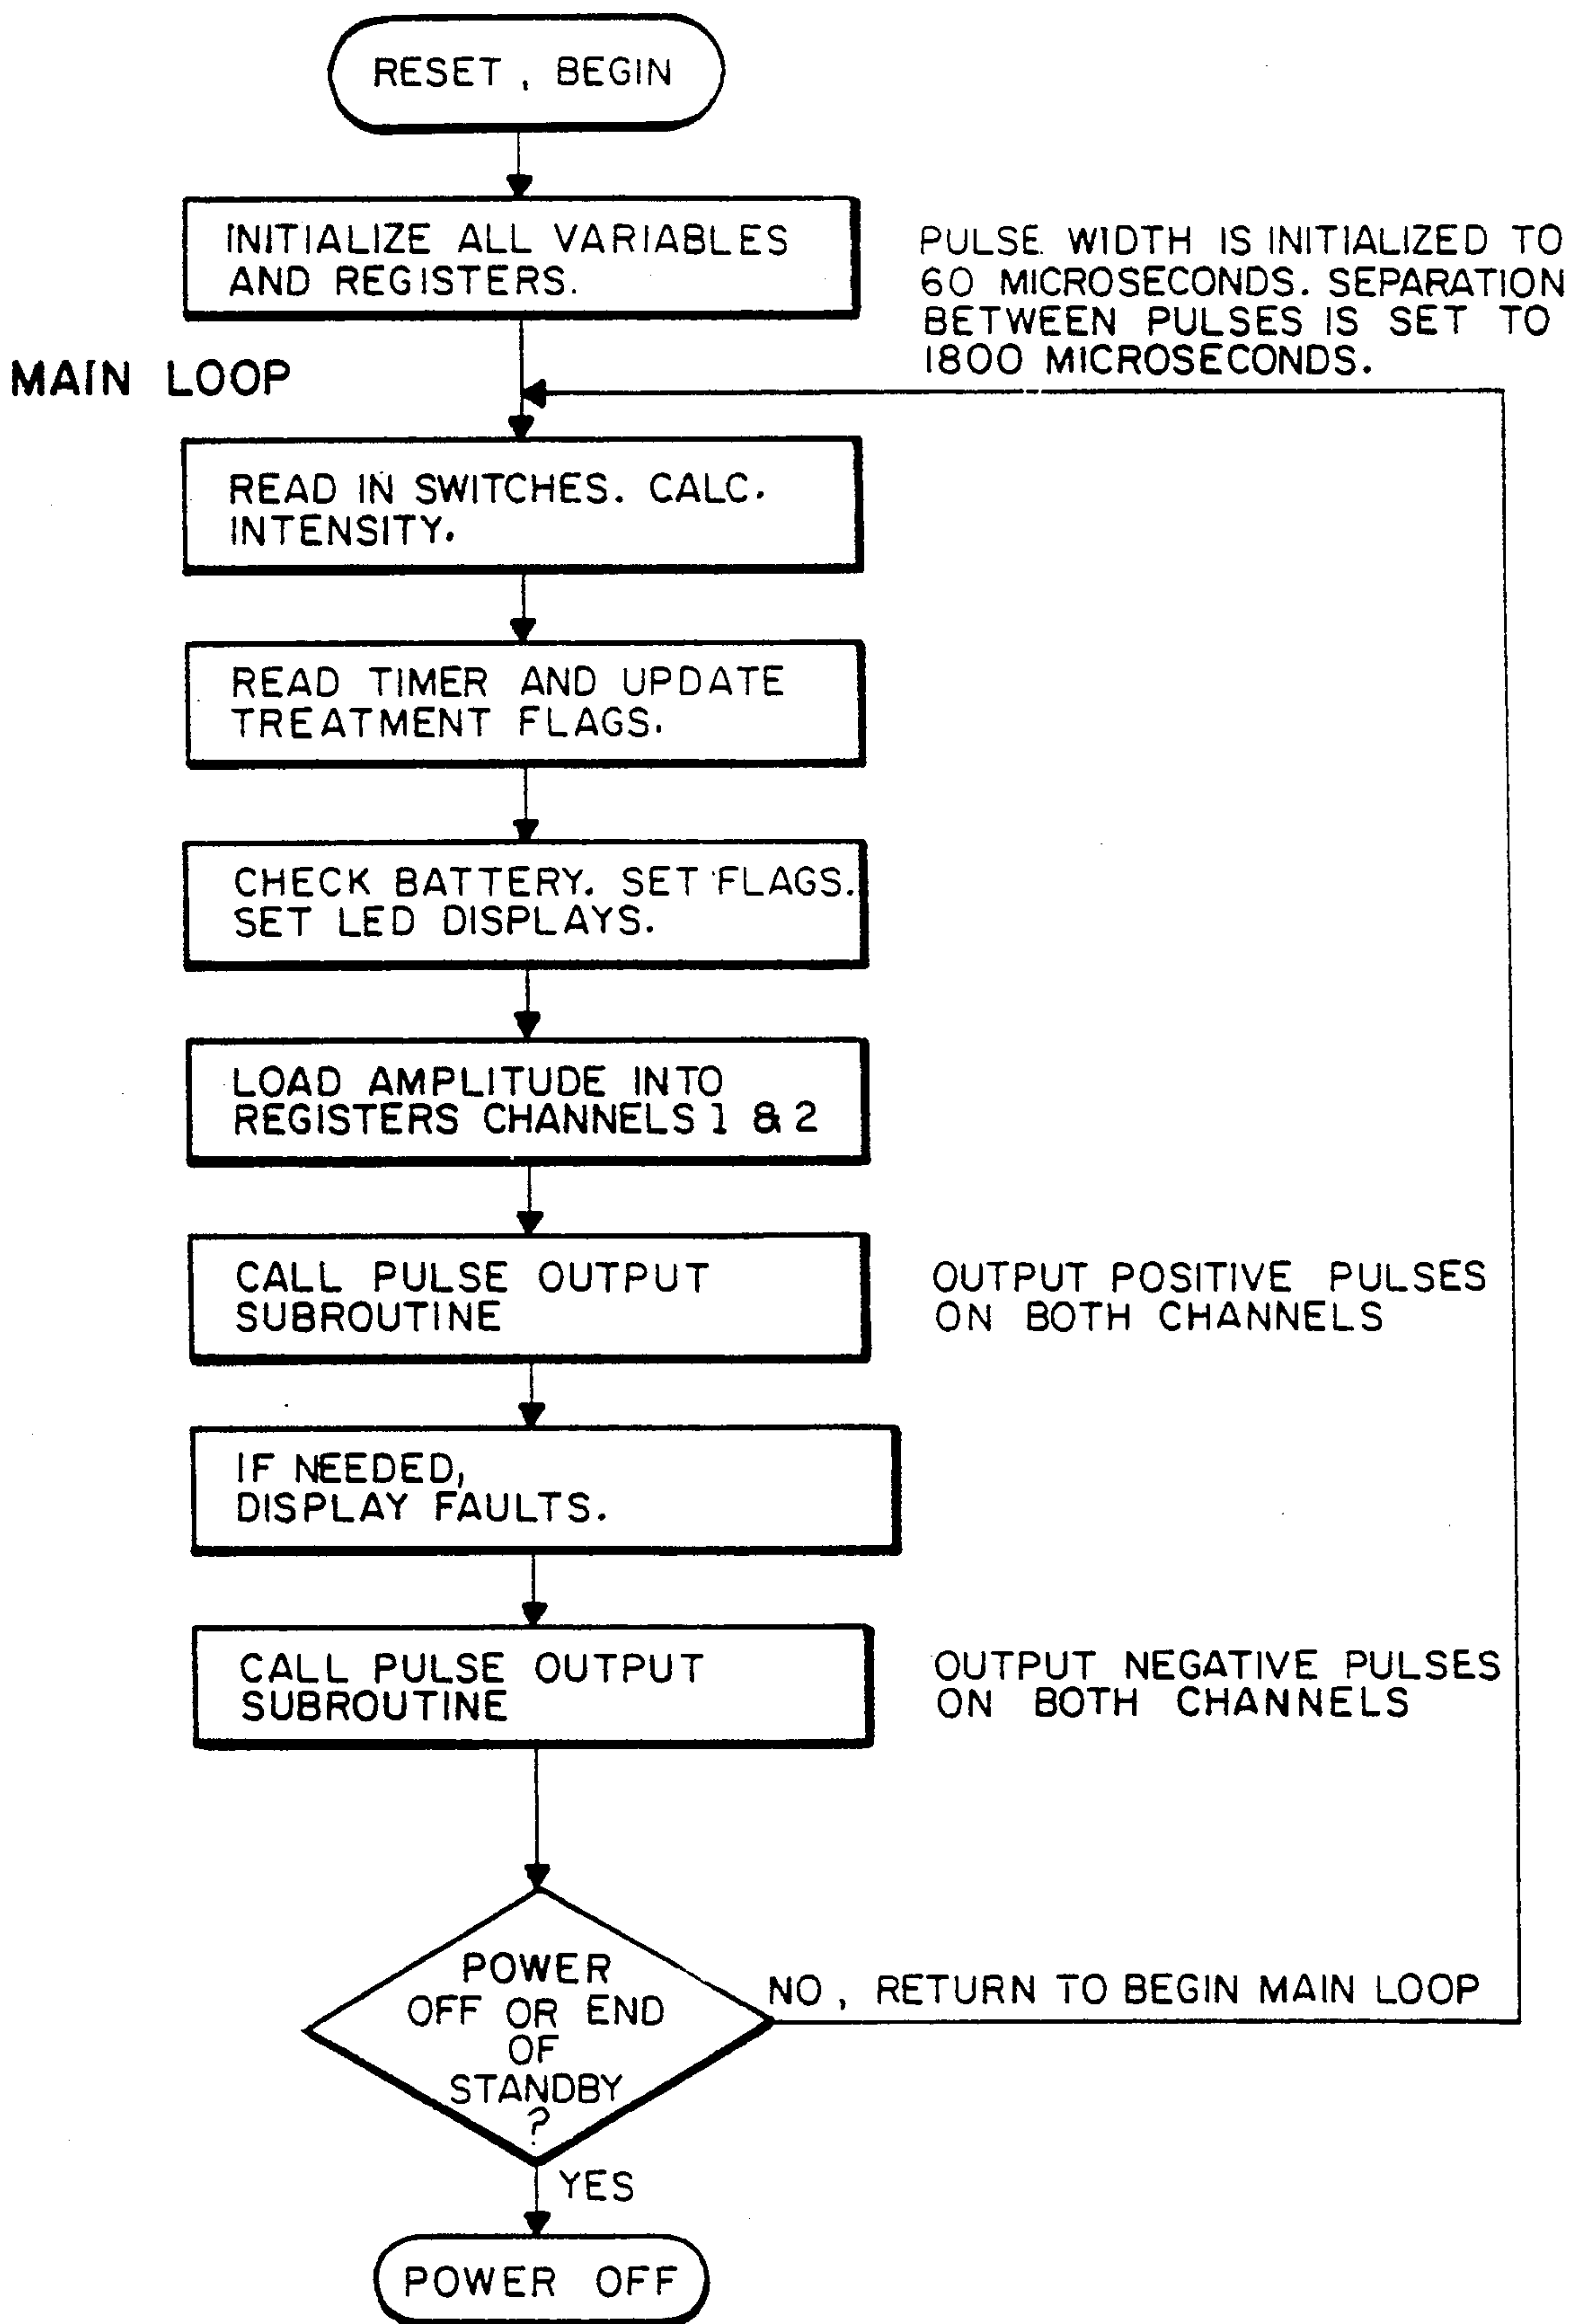 RESET , BEGIN
INITIALIZE ALL VARIABLES
AND REGISTERS.
PULSE WIDTH IS INITIALIZED TO
60 MICROSECONDS. SEPARATION
BETWEEN PULSES IS SET TO
1800 MICROSECONDS.
MAIN LOOP
READ IN SWITCHES. CALC.
INTENSITY.
READ TIMER AND UPDATE
TREATMENT FLAGS.
CHECK BATTERY. SET FLAGS.
SET LED DISPLAYS.
LOAD AMPLITUDE INTO
REGISTERS CHANNELS 1 & 2
CALL PULSE OUTPUT
SUBROUTINE
OUTPUT POSITIVE PULSES
ON BOTH CHANNELS
IF NEEDED,
DISPLAY FAULTS.
CALL PULSE OUTPUT
SUBROUTINE
OUTPUT NEGATIVE PULSES
ON BOTH CHANNELS
POWER
OFF OR END
OF
STANDBY
?
NO , RETURN TO BEGIN MAIN LOOP
YES
POWER OFF